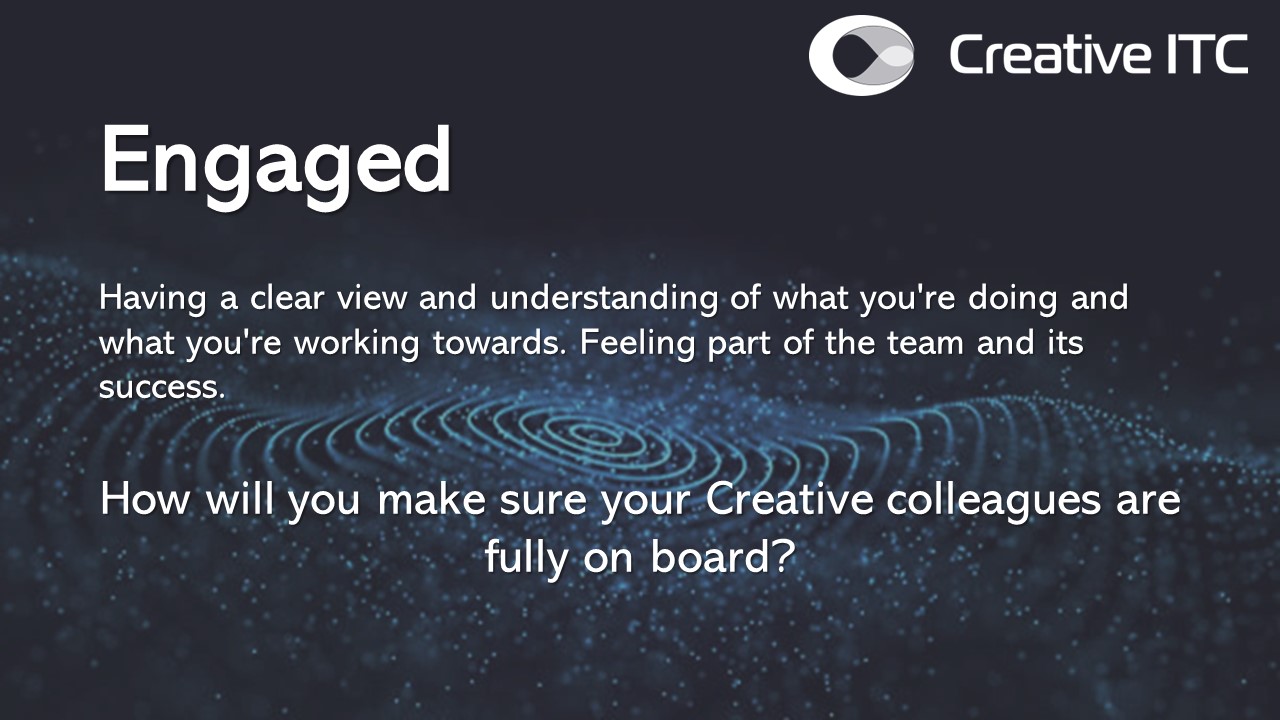 Creative ITC
Engaged
Having a clear view and understanding of what you're doing and
what you're working towards. Feeling part of the team and its
success.
How will you make sure your Creative colleagues are
fully on board?